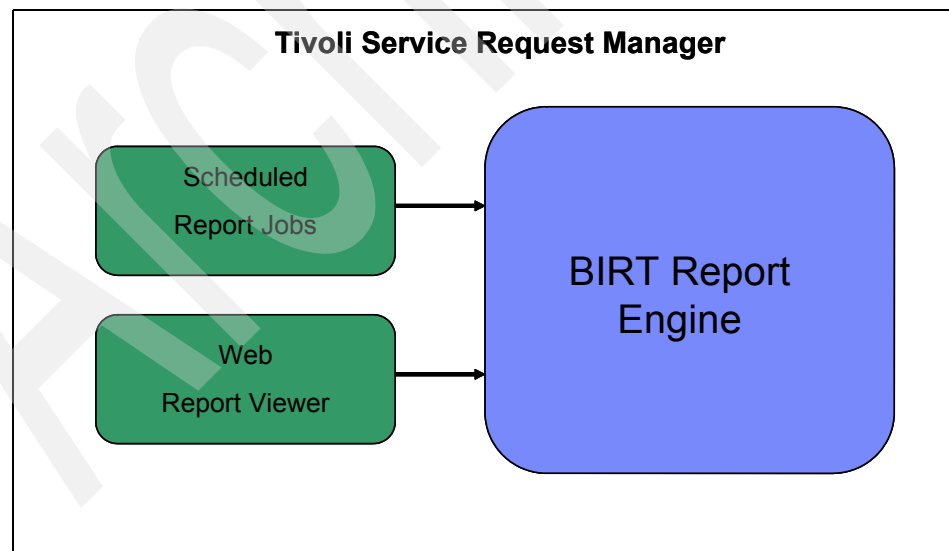 Tivoli Service Request Manager
Scheduled
Report Jobs
Web
Report Viewer
BIRT Report
Engine